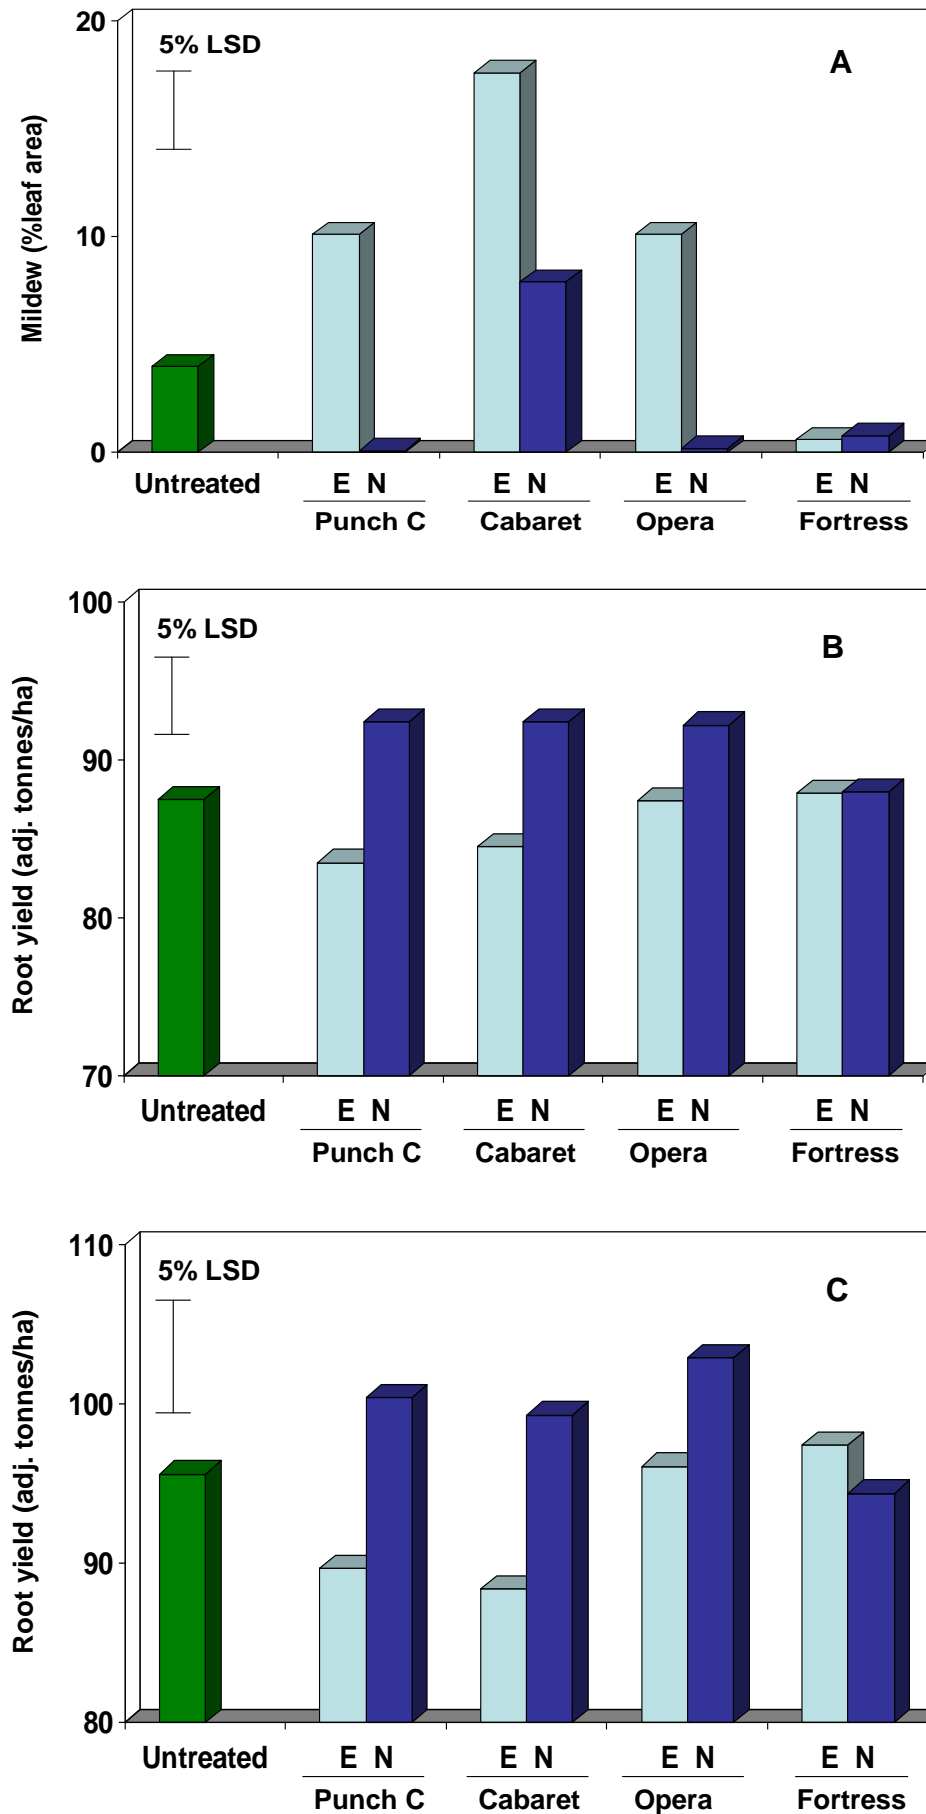 20
5% LSD
A
Mildew (%leaf area)
10
0
Untreated
E N
E N
E N
E N
Punch C
Cabaret
Opera
Fortress
100
5% LSD
B
Root yield (adj. tonnes/ha)
90
80
70
Untreated
E N
E N
E N
E N
Punch C
Cabaret
Opera
Fortress
110
5% LSD
C
Root yield (adj. tonnes/ha)
100
90
80
Untreated
E N
E N
E N
E N
Punch C
Cabaret
Opera
Fortress